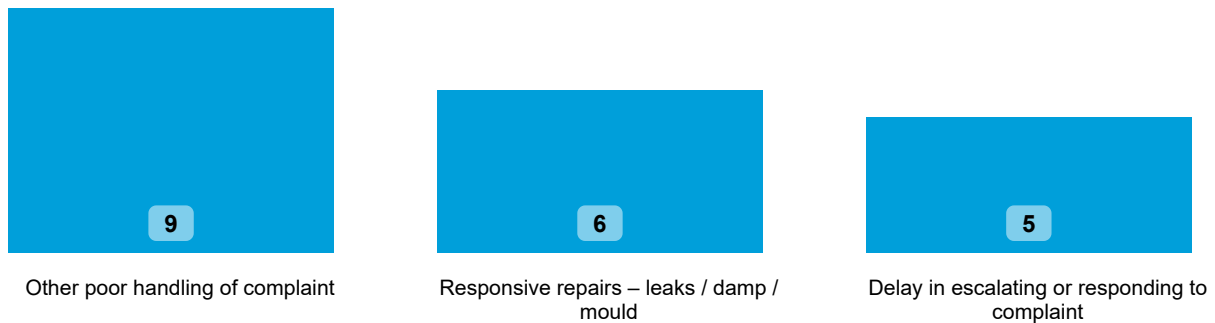 9
6
5
Other poor handling of complaint
Responsive repairs – leaks / damp /
mould
Delay in escalating or responding to
complaint